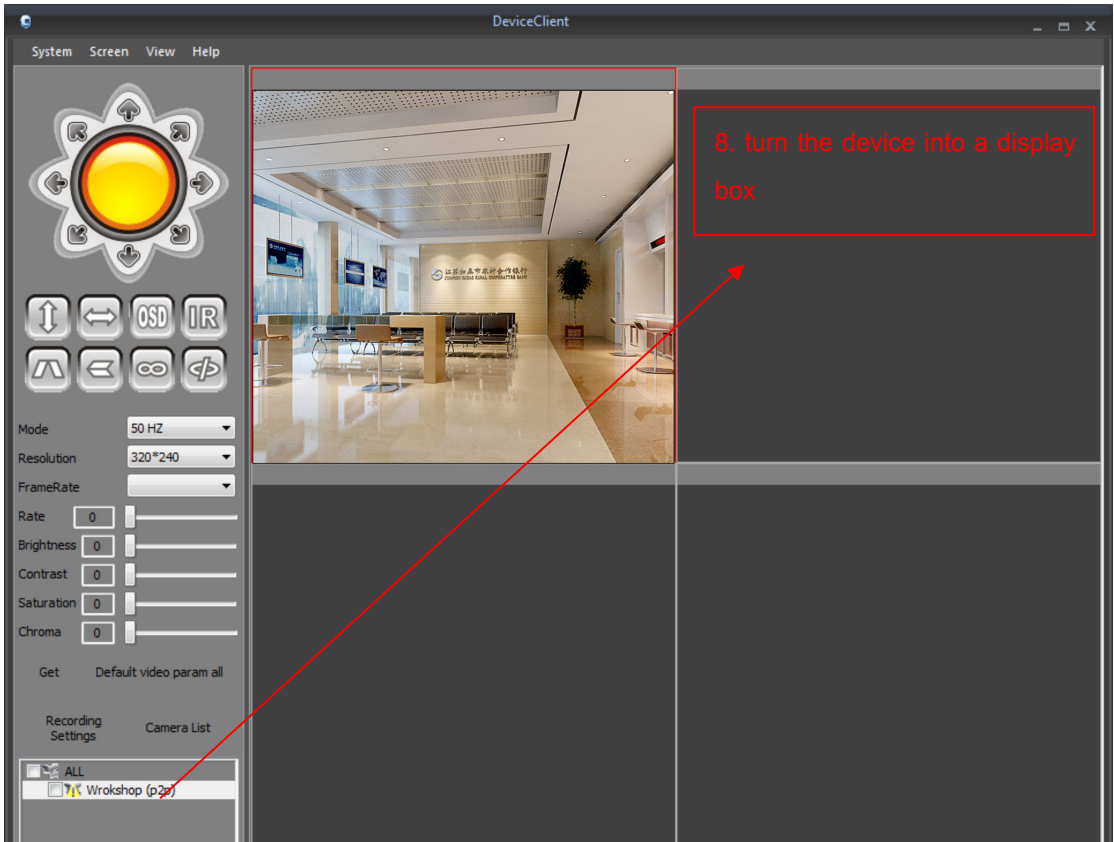 DeviceClient
System Screen View Help
8. turn the device into a display
box
OSD IR
Mode 50 HZ
Resolution 320*240
FrameRate
Rate 0
Brightness 0
Contrast 0
Saturation 0
Chroma 0
Get Default video param all
Recording
Settings
Camera List
ALL
Wrokshop (p2p)